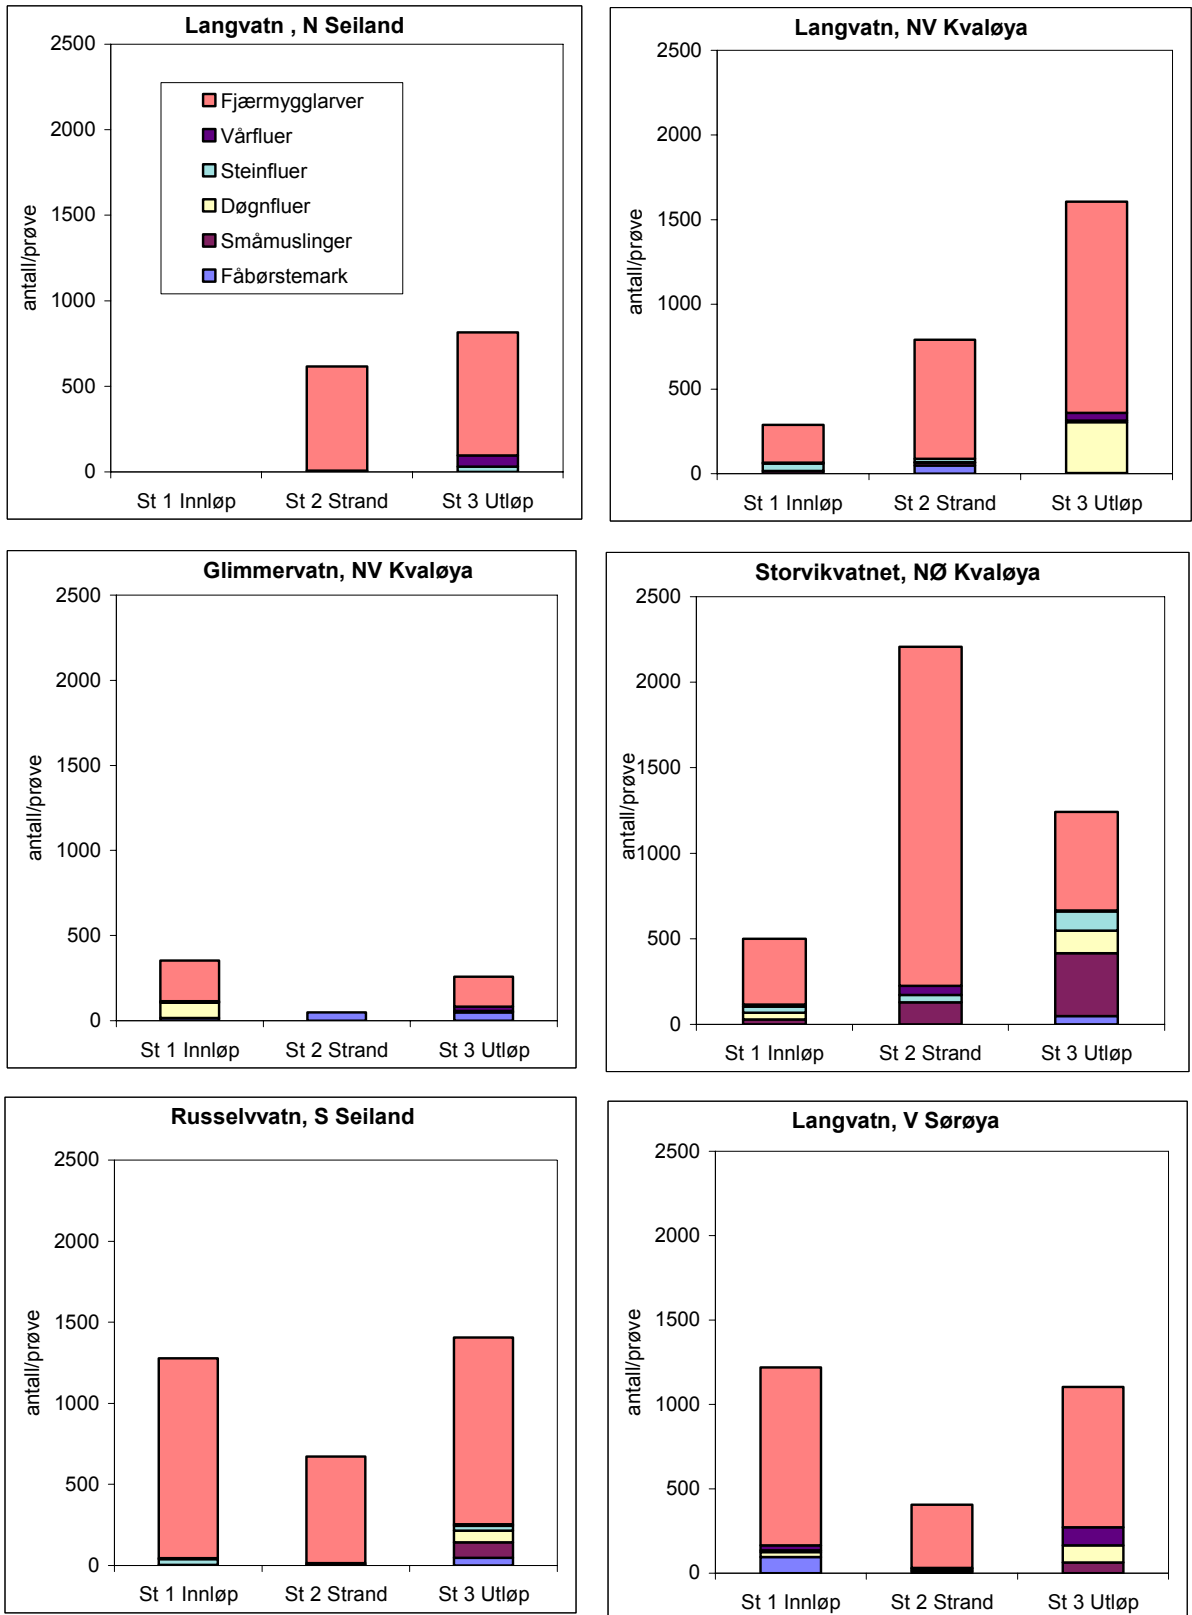 Langvatn , N Seiland
2500
2000
1500
1000
500
0
antall/prøve
Fjærmygglarver
Vårfluer
Steinfluer
Døgnfluer
Småmuslinger
Fåbørstemark
St 1 Innløp St 2 Strand St 3 Utløp
Langvatn, NV Kvaløya
2500
2000
1500
1000
500
0
antall/prøve
St 1 Innløp St 2 Strand St 3 Utløp
Glimmervatn, NV Kvaløya
2500
2000
1500
1000
500
0
antall/prøve
St 1 Innløp St 2 Strand St 3 Utløp
Storvikvatnet, NØ Kvaløya
2500
2000
1500
1000
500
0
antall/prøve
St 1 Innløp St 2 Strand St 3 Utløp
Russelvvatn, S Seiland
2500
2000
1500
1000
500
0
antall/prøve
St 1 Innløp St 2 Strand St 3 Utløp
Langvatn, V Sørøya
2500
2000
1500
1000
500
0
antall/prøve
St 1 Innløp St 2 Strand St 3 Utløp